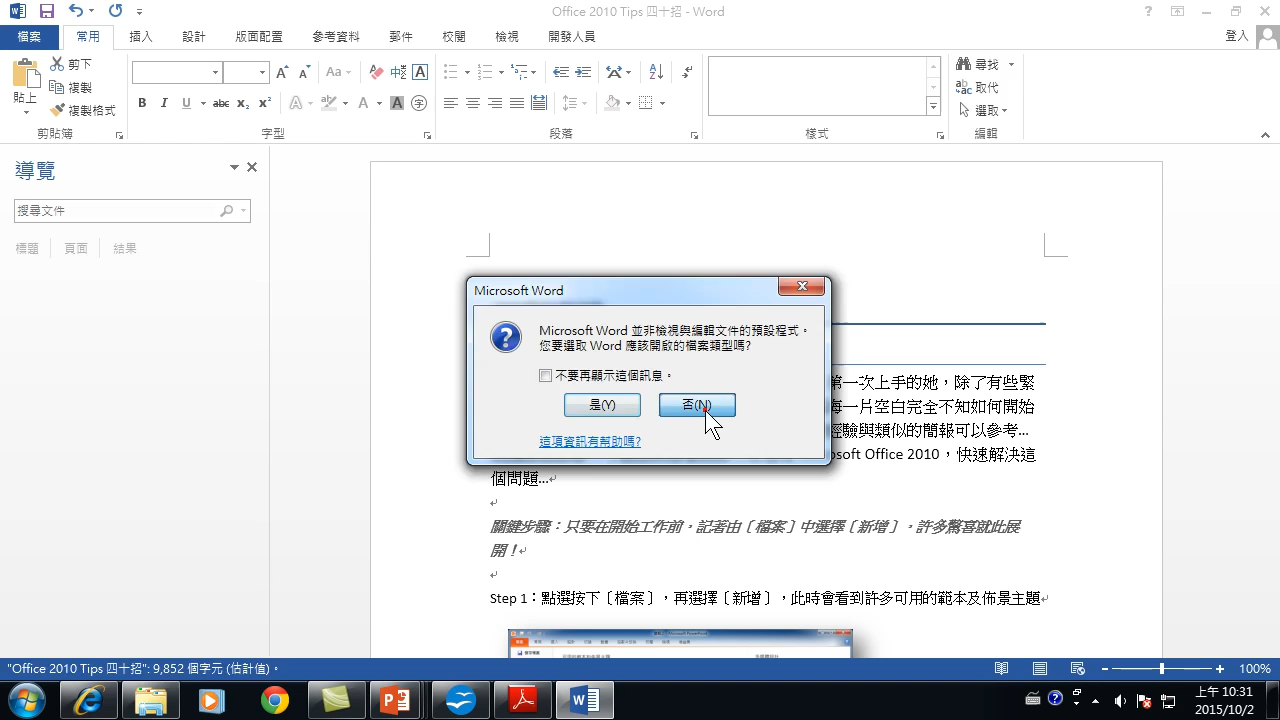 Office 2010 Tips 四十招 - Word
檔案 常用 插入 設計 版面配置 參考資料 郵件 校閱 檢視 開發人員 登入
貼上
剪下
複製
複製格式
剪貼簿
字型
段落
樣式
尋找
取代
選取
編輯
導覽
搜尋文件
標題 頁面 結果
Microsoft Word
Microsoft Word 並非檢視與編輯文件的預設程式。
您要選取 Word 應該開啟的檔案類型嗎?
不要再顯示這個訊息。
是(Y) 否(N)
這項資訊有幫助嗎?
第一次上手的她，除了有些緊
一片空白完全不知如何開始
經驗與類似的簡報可以參考...
soft Office 2010，快速解決這
個問題...
關鍵步驟：只要在開始工作前，記著由〔檔案〕中選擇〔新增〕，許多驚喜就此展
開！
Step 1：點選按下〔檔案〕，再選擇〔新增〕，此時會看到許多可用的範本及佈景主題
"Office 2010 Tips 四十招": 9,852 個字元 (估計值)。
100%
上午 10:31
2015/10/2